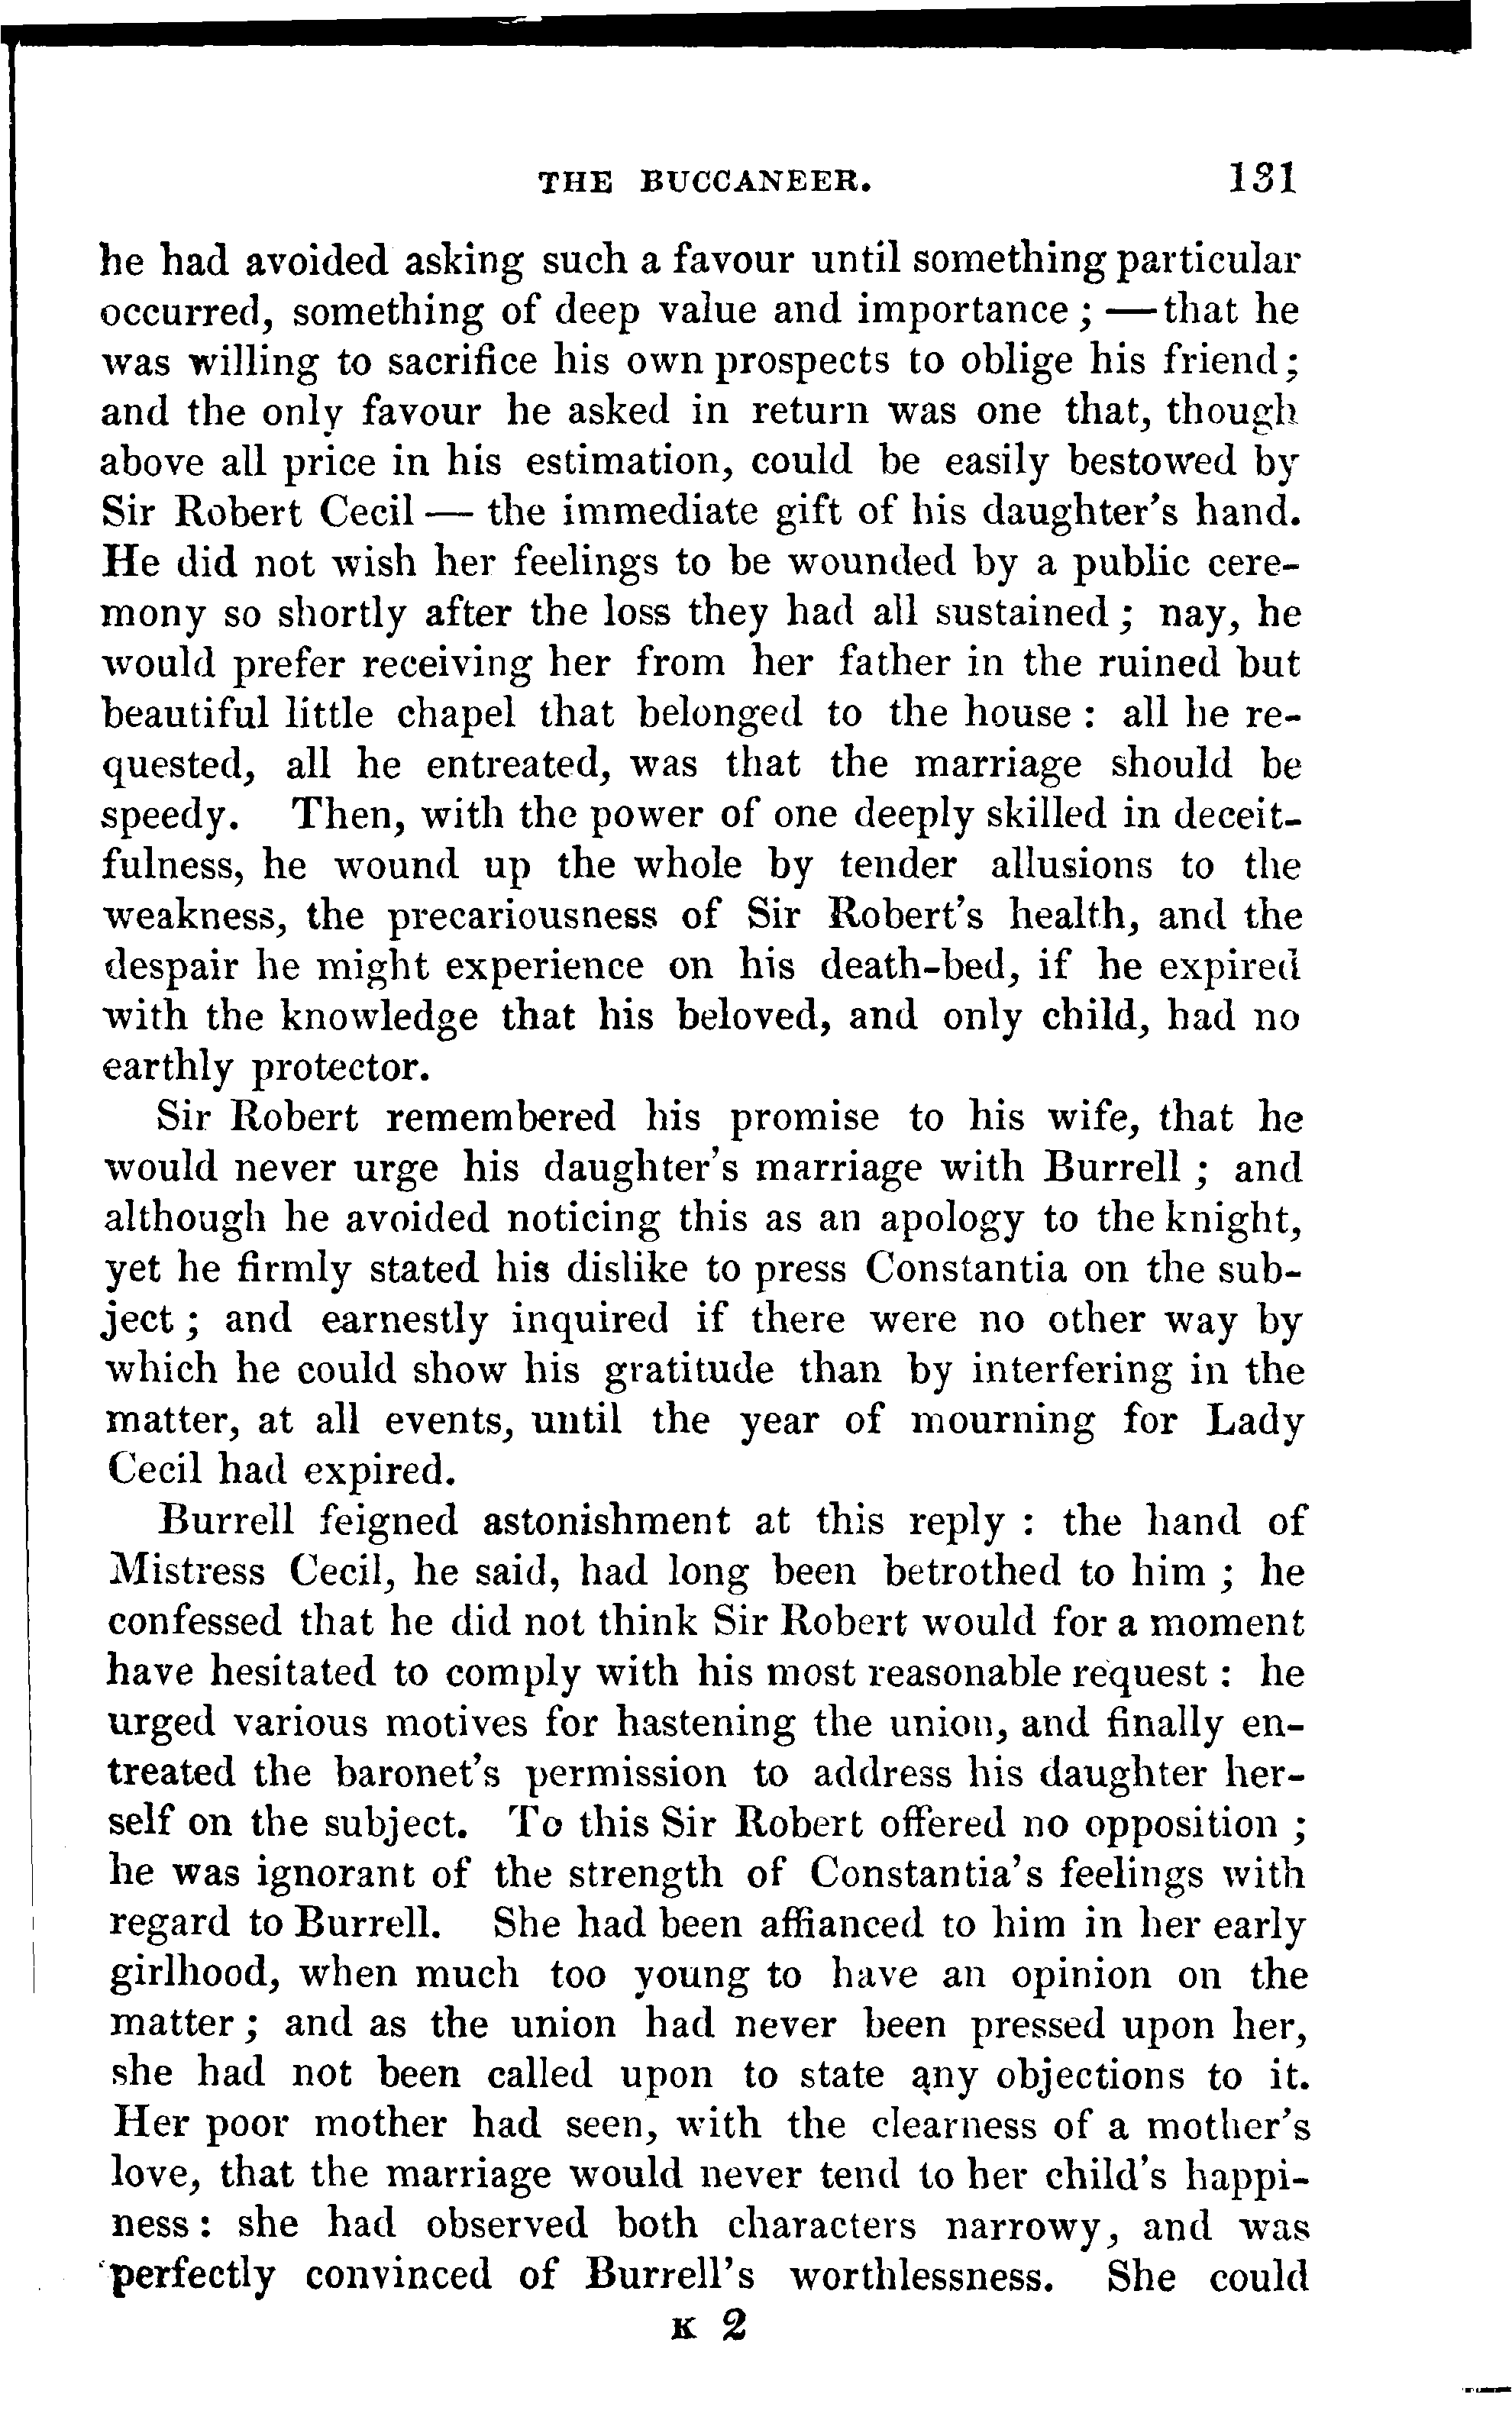 THE BUCCANEER. 131
he had avoided asking such a favour until something particular
occurred, something of deep value and importance ; —that he
was willing to sacrifice his own prospects to oblige his friend;
and the only favour he asked in return was one that, though
above all price in his estimation, could be easily bestowed by
Sir Robert Cecil — the immediate gift of his daughter's hand.
He did not wish her feelings to be wounded by a public cere-
mony so shortly after the loss they had all sustained ; nay, he
would prefer receiving her from her father in the ruined but
beautiful little chapel that belonged to the house : all he re-
quested, all he entreated, was that the marriage should be
speedy. Then, with the power of one deeply skilled in deceit-
fulness, he wound up the whole by tender allusions to the
weakness, the precariousness of Sir Robert's health, and the
despair he might experience on his death-bed, if he expired
with the knowledge that his beloved, and only child, had no
earthly protector.
Sir Robert remembered his promise to his wife, that he
would never urge his daughter's marriage with Burrell ; and
although he avoided noticing this as an apology to the knight,
yet he firmly stated his dislike to press Constantia on the sub-
ject ; and earnestly inquired if there were no other way by
which he could show his gratitude than by interfering in the
matter, at all events, until the year of mourning for Lady
Cecil had expired.
Burrell feigned astonishment at this reply : the hand of
Mistress Cecil, he said, had long been betrothed to him ; he
confessed that he did not think Sir Robert would for a moment
have hesitated to comply with his most reasonable request : he
urged various motives for hastening the union, and finally en-
treated the baronet's permission to address his daughter her-
self on the subject. To this Sir Robert offered no opposition ;
he was ignorant of the strength of Constantia's feelings with
regard to Burrell. She had been affianced to him in her early
girlhood, when much too young to have an opinion on the
matter ; and as the union had never been pressed upon her,
she had not been called upon to state any objections to it.
Her poor mother had seen, with the clearness of a mother's
love, that the marriage would never tend to her child's happi-
ness : she had observed both characters narrowy, and was
perfectly convinced of Burrell's worthlessness. She could
K 2